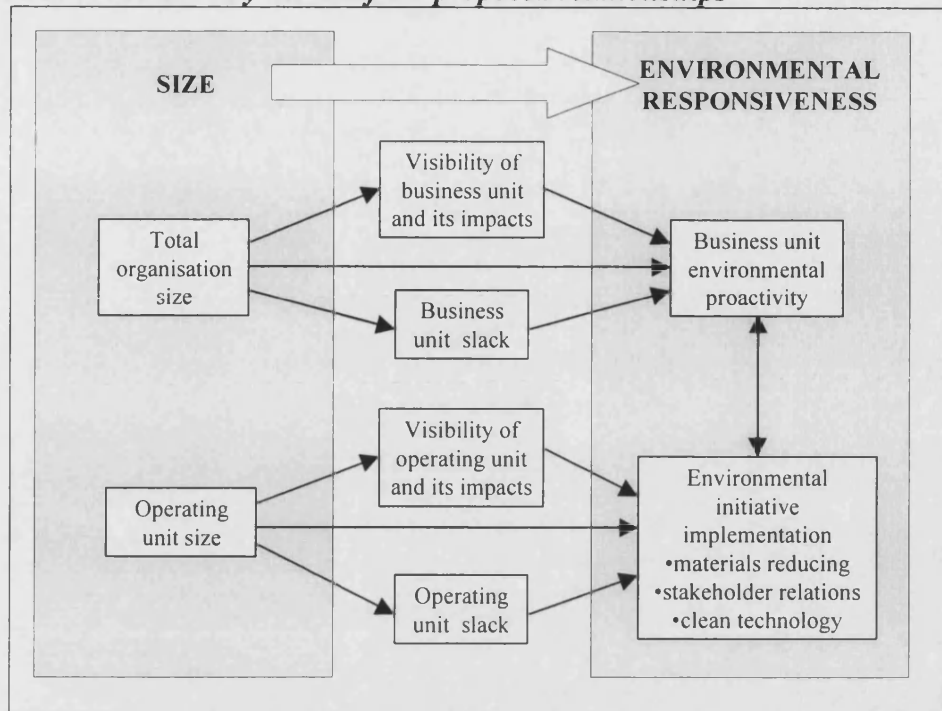 SIZE
ENVIRONMENTAL
RESPONSIVENESS
Visibility of
business unit
and its impacts
Total
organisation
size
Business unit
environmental
proactivity
Business
unit slack
Visibility of
operating unit
and its impacts
Operating
unit size
Environmental
initiative
implementation
•materials reducing
•stakeholder relations
•clean technology
Operating
unit slack